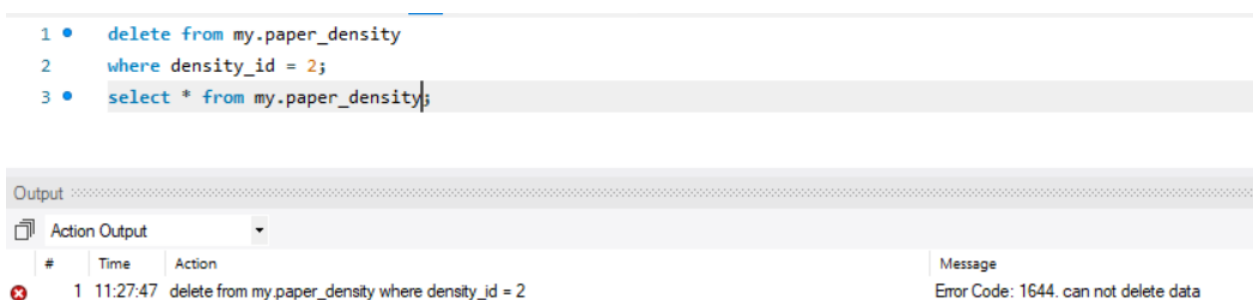 1 delete from my.paper_density
2 where density_id = 2;
3 select * from my.paper_density;
Output
Action Output
# Time Action Message
1 11:27:47 delete from my.paper_density where density_id = 2 Error Code: 1644. can not delete data